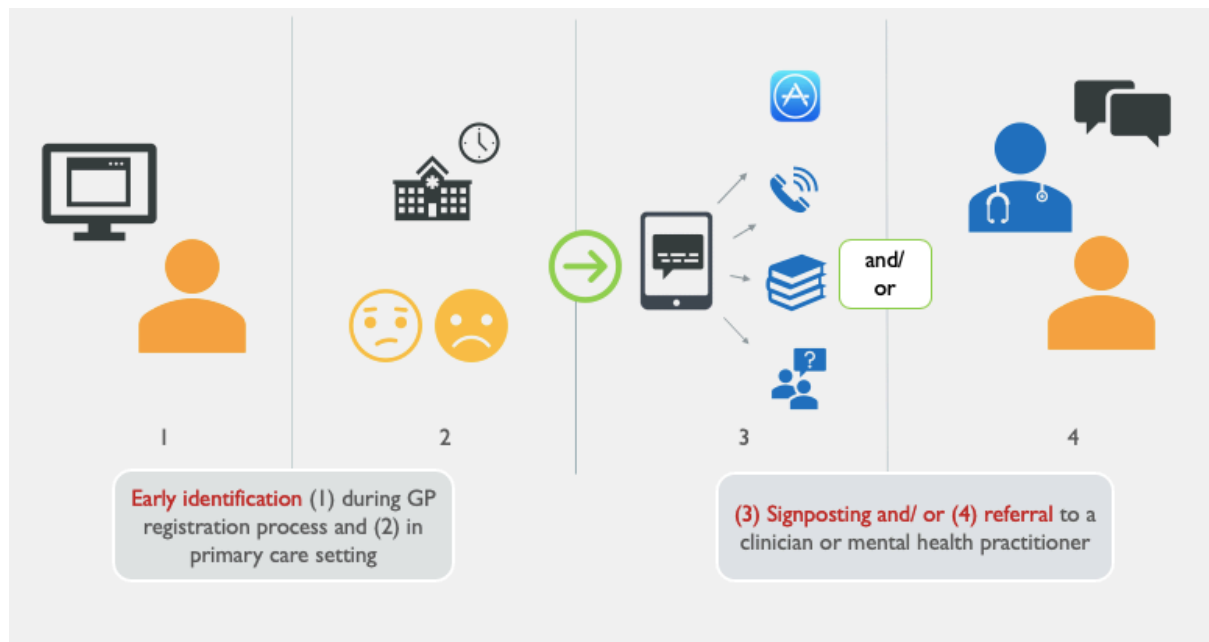 ?
and/
or
1
2
3
4
Early identification (1) during GP
registration process and (2) in
primary care setting
(3) Signposting and/ or (4) referral to a
clinician or mental health practitioner